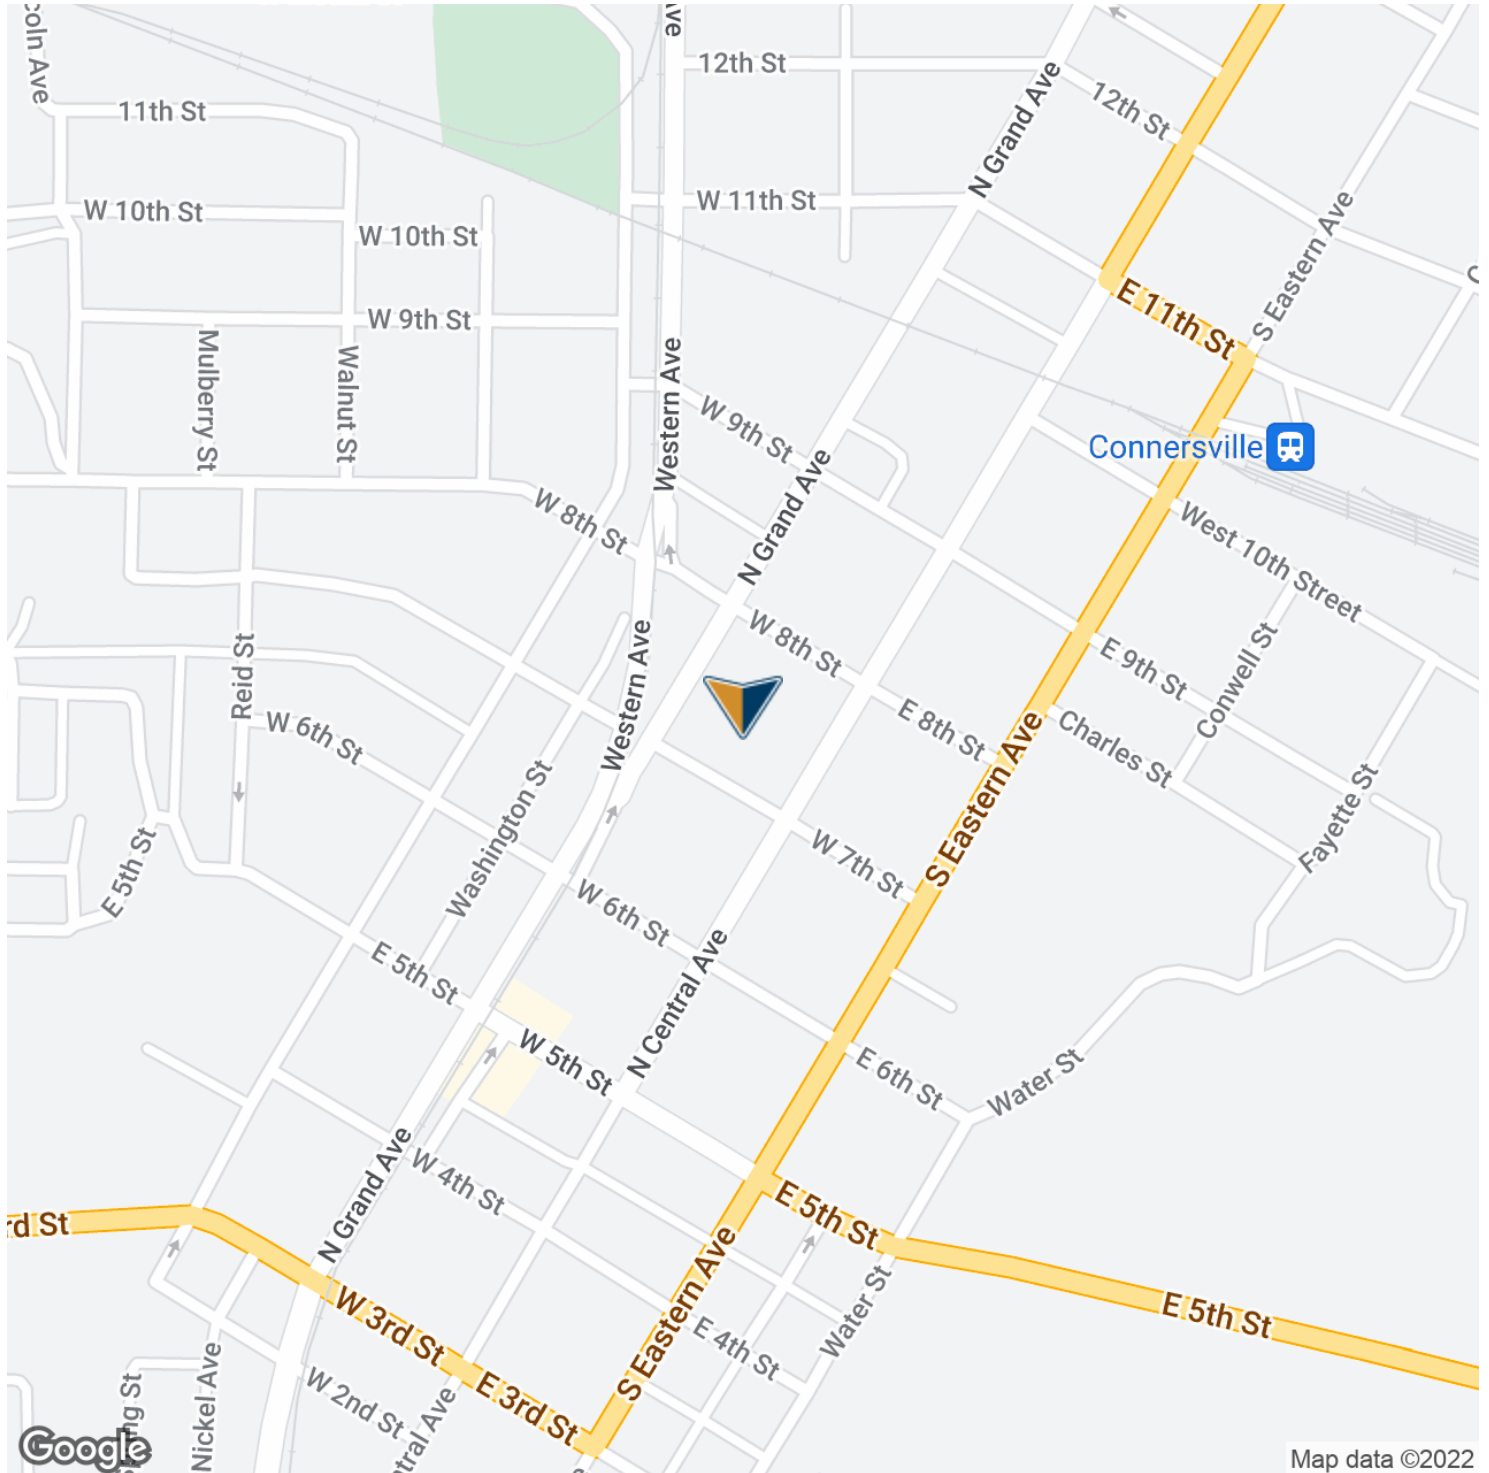 coln Ave
Ave
12th St
11th St
12th St
N Grand Ave
W 10th St
W 11th St
W 10th St
S Eastern Ave
E 11th St
W 9th St
Mulberry St
Walnut St
Western Ave
W 9th St
Connersville
N Grand Ave
W 8th St
West 10th Street
W 8th St
E 9th St
Conwell St
Reid St
Western Ave
W 6th St
E 8th St
Charles St
S Eastern Ave
Washington St
Fayette St
E 5th St
W 7th St
W 6th St
E 5th St
N Central Ave
W 5th St
E 6th St
Water St
N Grand Ave
W 4th St
rd St
E 5th St
S Eastern Ave
Water St
E 5th St
W 3rd St
E 4th St
W 2nd St
E 3rd St
Nickel Ave
ntral Ave
Google
Map data ©2022